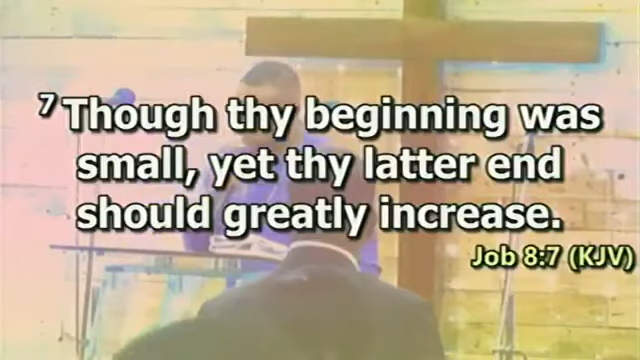 7 Though thy beginning was
small, yet thy latter end
should greatly increase.
Job 8:7 (KJV)